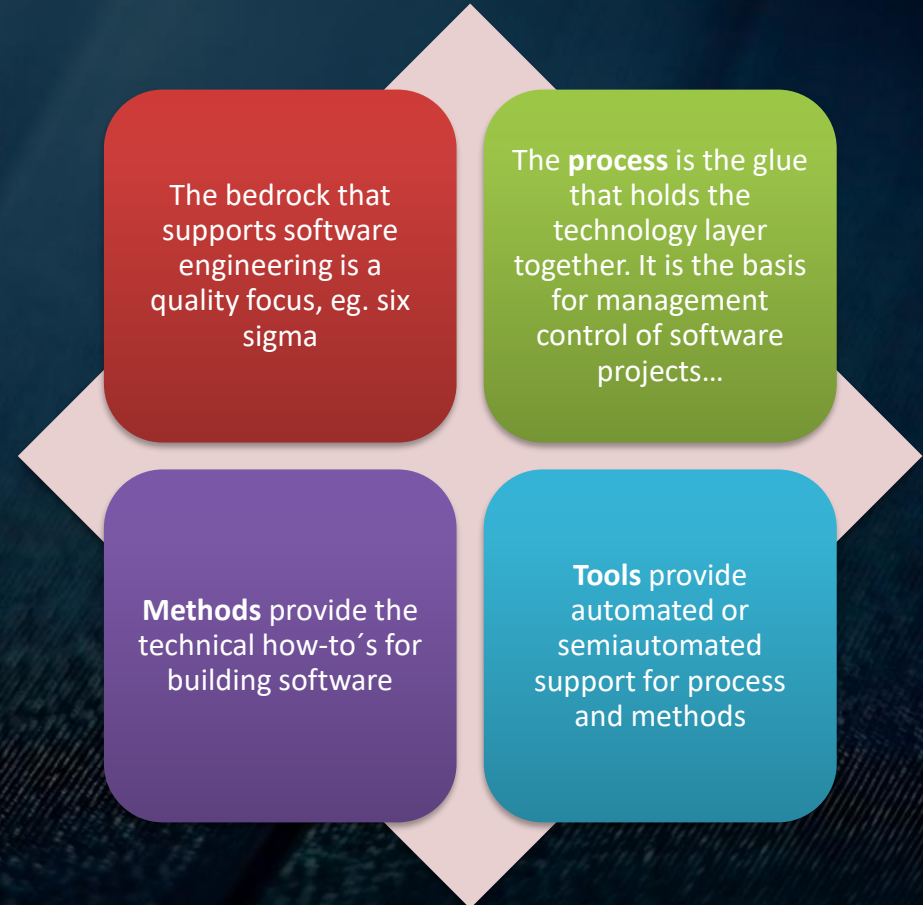 The bedrock that
supports software
engineering is a
quality focus, eg. six
sigma
The process is the glue
that holds the
technology layer
together. It is the basis
for management
control of software
projects…
Methods provide the
technical how-to´s for
building software
Tools provide
automated or
semiautomated
support for process
and methods